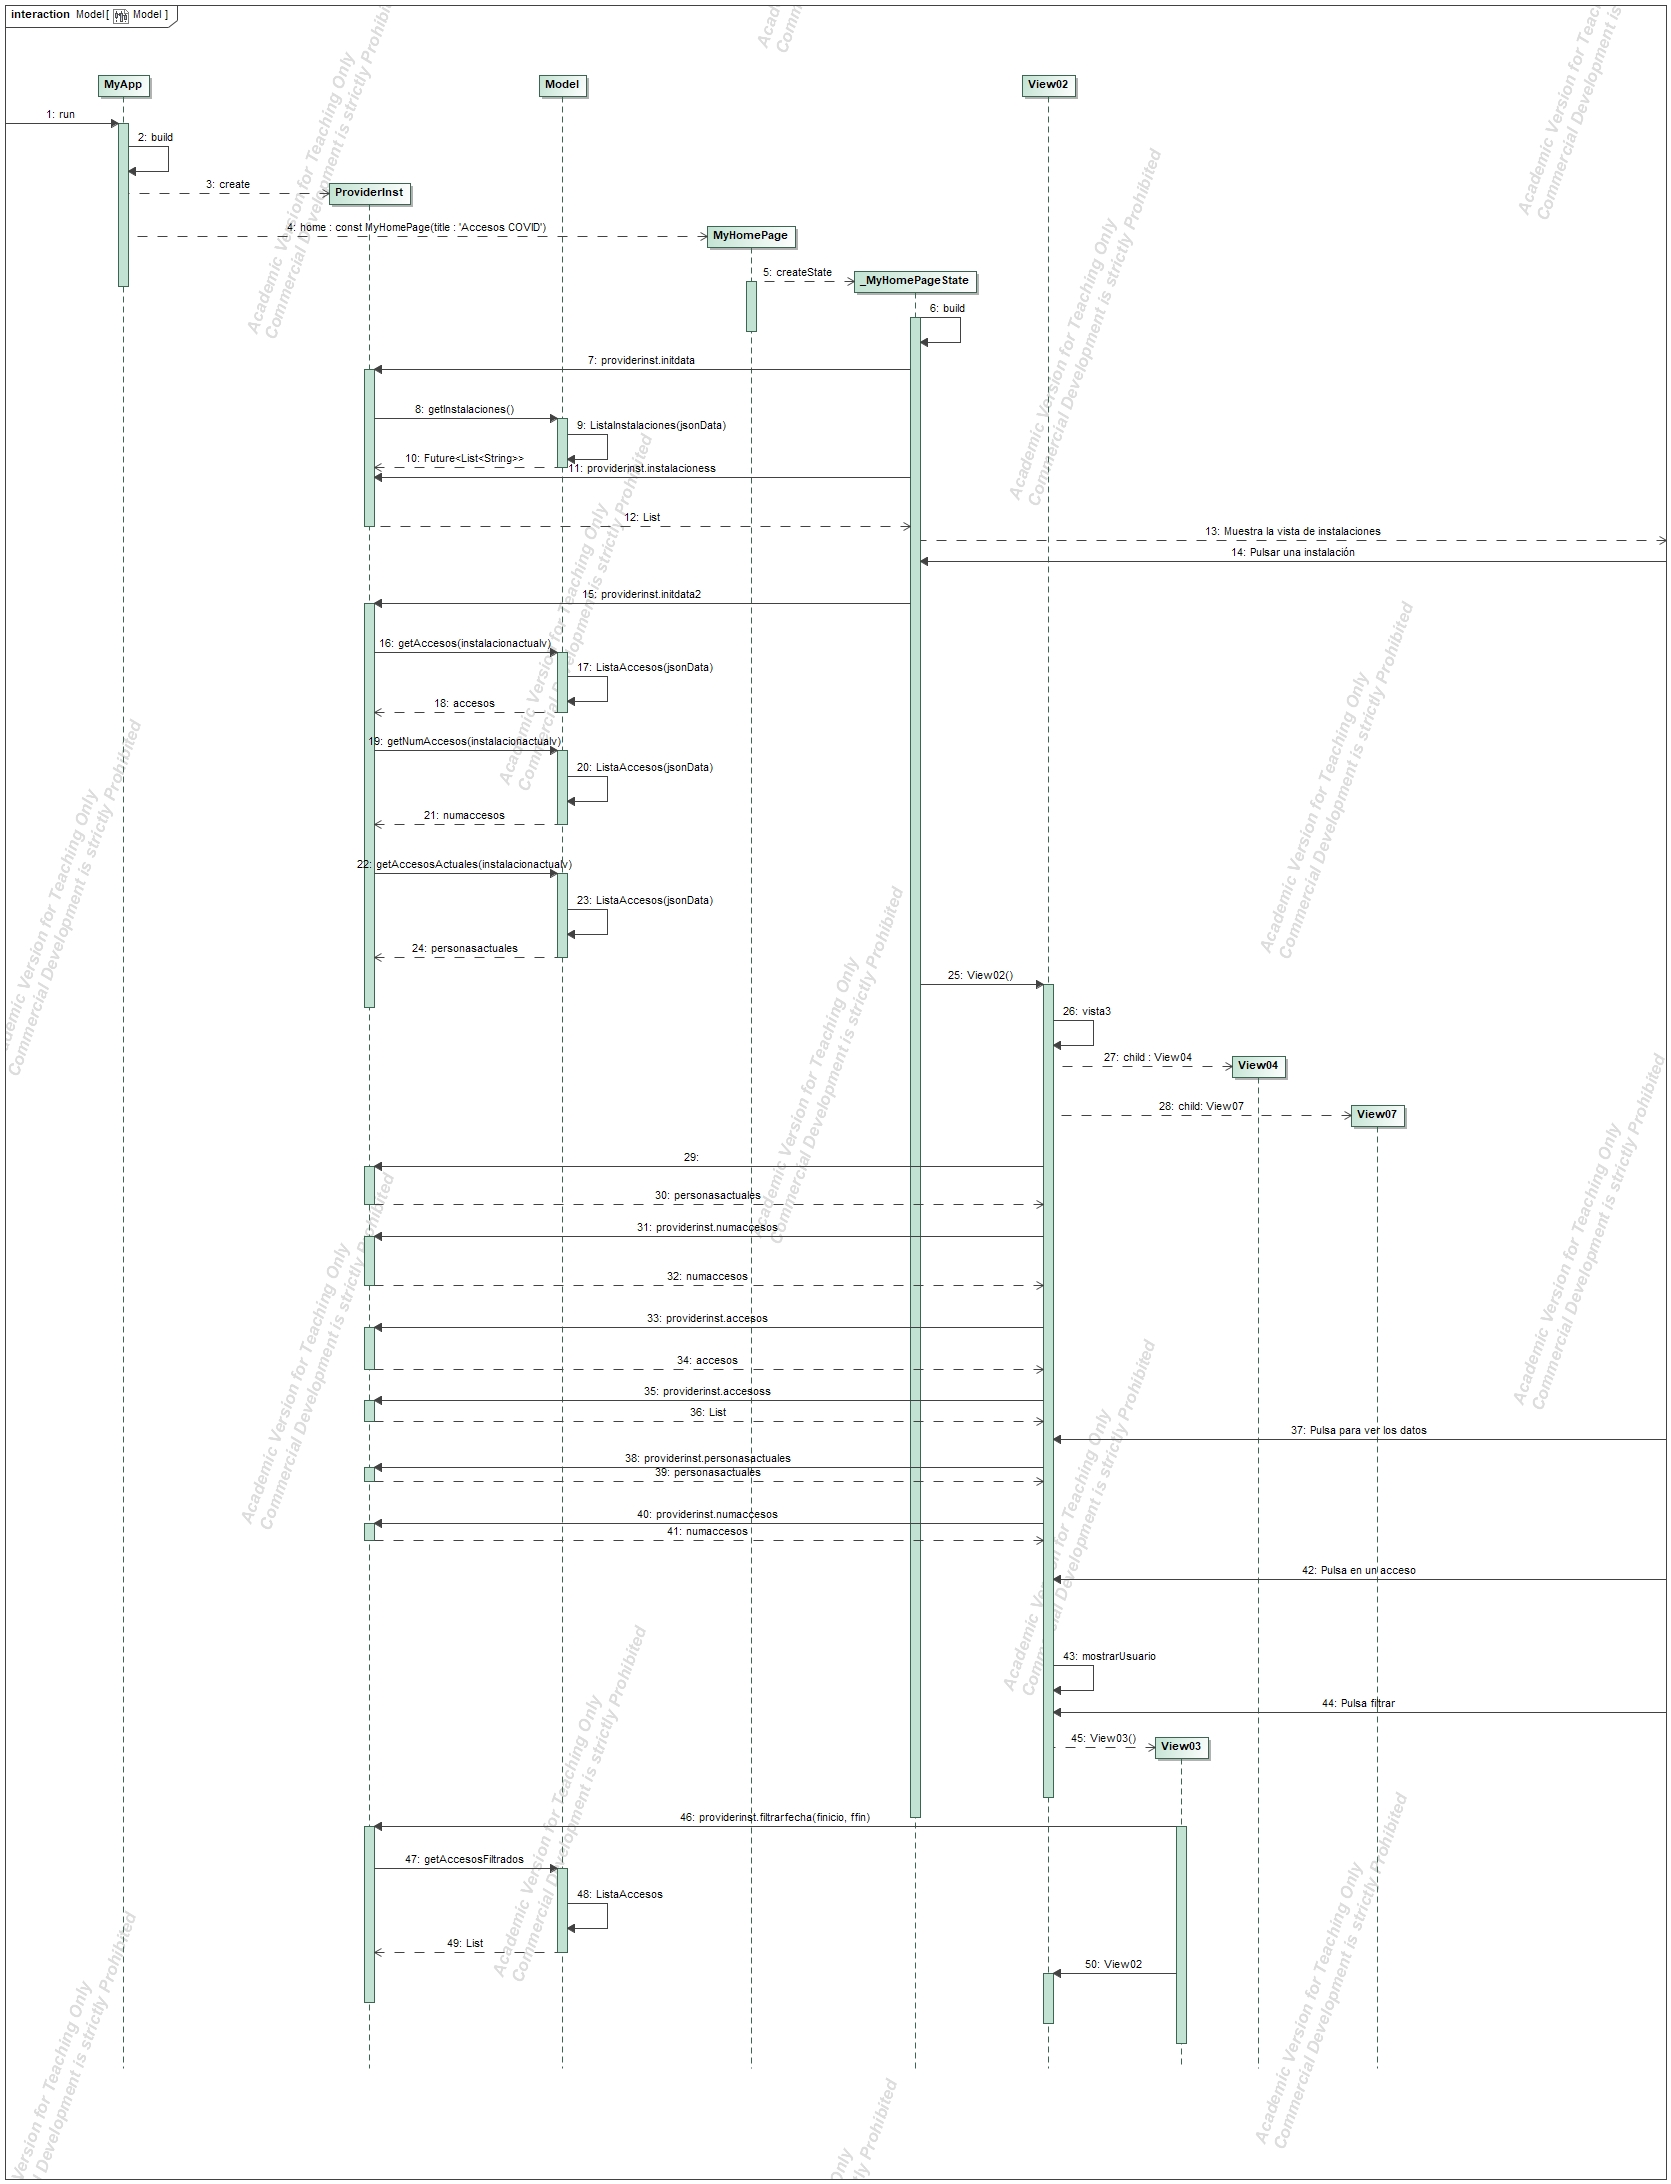 interaction Model[ Model ]
MyApp
Model
View02
1: run
2: build
3: create
ProviderInst
4: home : const MyHomePage(title : 'Accesos COVID')
MyHomePage
5: createState
_MyHomePageState
6: build
7: providerinst.initdata
8: getInstalaciones()
9: ListaInstalaciones(jsonData)
10: Future<List<String>>
11: providerinst.instalacioness
12: List
13: Muestra la vista de instalaciones
14: Pulsar una instalación
15: providerinst.initdata2
16: getAccesos(instalacionactualv)
17: ListaAccesos(jsonData)
18: accesos
19: getNumAccesos(instalacionactualv)
20: ListaAccesos(jsonData)
21: numaccesos
22: getAccesosActuales(instalacionactualv)
23: ListaAccesos(jsonData)
24: personasactuales
25: View02()
26: vista3
27: child : View04
View04
28: child: View07
View07
29:
30: personasactuales
31: providerinst.numaccesos
32: numaccesos
33: providerinst.accesos
34: accesos
35: providerinst.accesoss
36: List
37: Pulsa para ver los datos
38: providerinst.personasactuales
39: personasactuales
40: providerinst.numaccesos
41: numaccesos
42: Pulsa en un acceso
43: mostrarUsuario
44: Pulsa filtrar
45: View03()
View03
46: providerinst.filtrarfecha(finicio, ffin)
47: getAccesosFiltrados
48: ListaAccesos
49: List
50: View02
Academic Version for Teaching Only
Commercial Development is strictly Prohibited